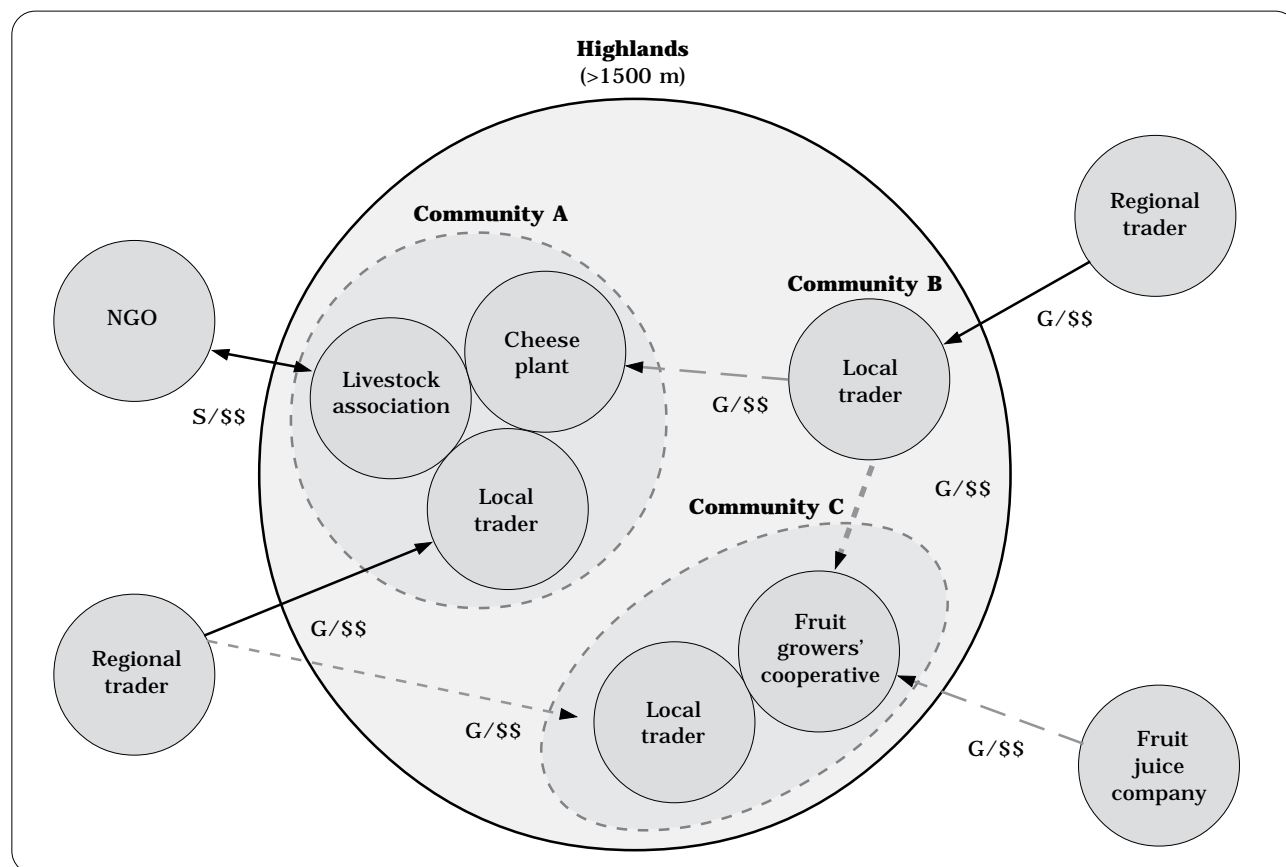 Highlands
(>1500 m)
Community A
Regional
trader
NGO
Community B
G/$$
Cheese
plant
Livestock
association
Local
trader
S/$$
G/$$
G/$$
Community C
Local
trader
G/$$
Regional
trader
Fruit
growers’
cooperative
Local
trader
G/$$
G/$$
Fruit
juice
company